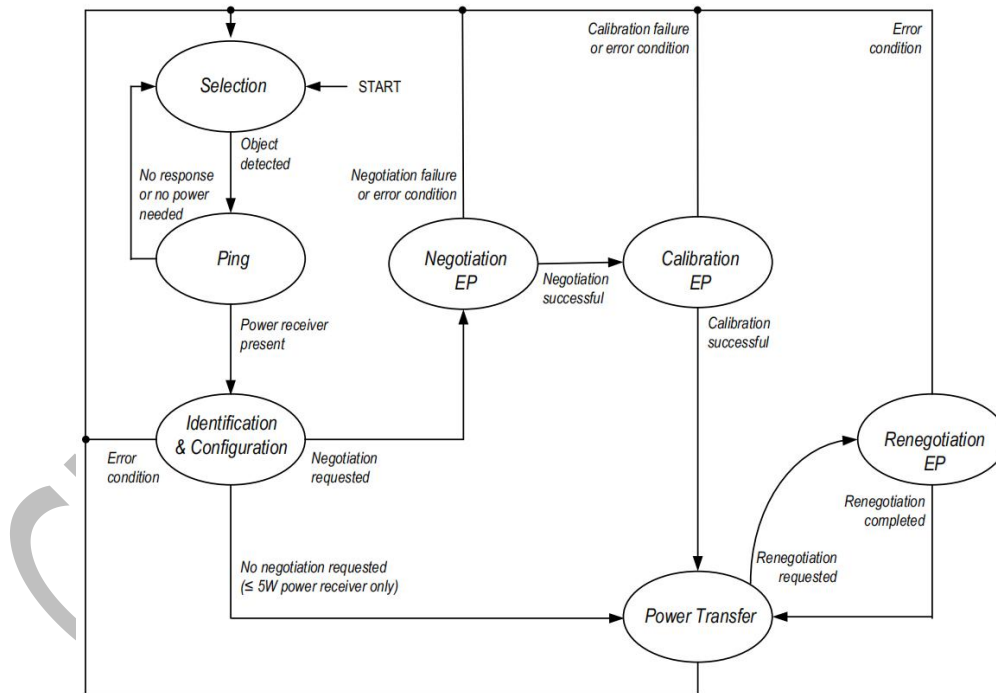 Calibration failure
or error condition
Error
condition
Selection
START
Object
detected
No response
or no power
needed
Negotiation failure
or error condition
Ping
Negotiation
EP
Negotiation
successful
Calibration
EP
Power receiver
present
Calibration
successful
Identification
& Configuration
Error
condition
Negotiation
requested
Renegotiation
EP
Renegotiation
completed
No negotiation requested
(≤ 5W power receiver only)
Renegotiation
requested
Power Transfer